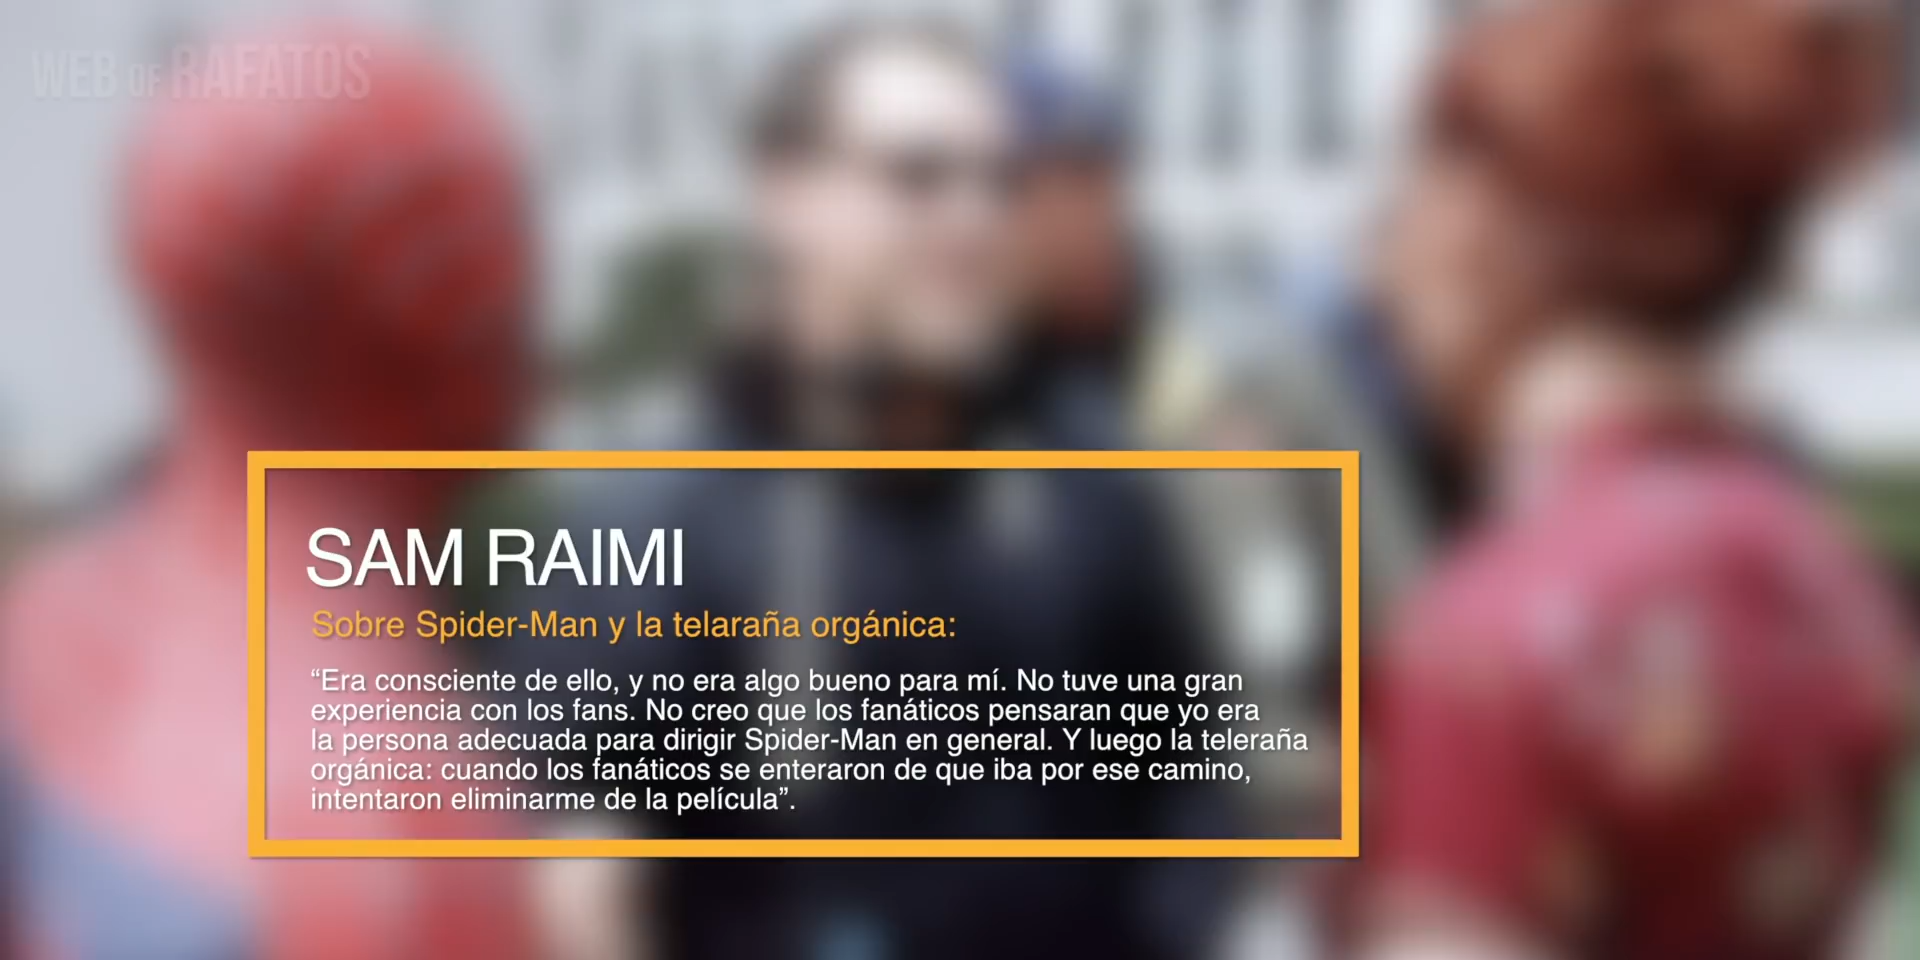 WEB OF RAFATOS
SAM RAIMI
Sobre Spider-Man y la telaraña orgánica:
“Era consciente de ello, y no era algo bueno para mí. No tuve una gran
experiencia con los fans. No creo que los fanáticos pensaran que yo era
la persona adecuada para dirigir Spider-Man en general. Y luego la teleraña
orgánica: cuando los fanáticos se enteraron de que iba por ese camino,
intentaron eliminarme de la película”.